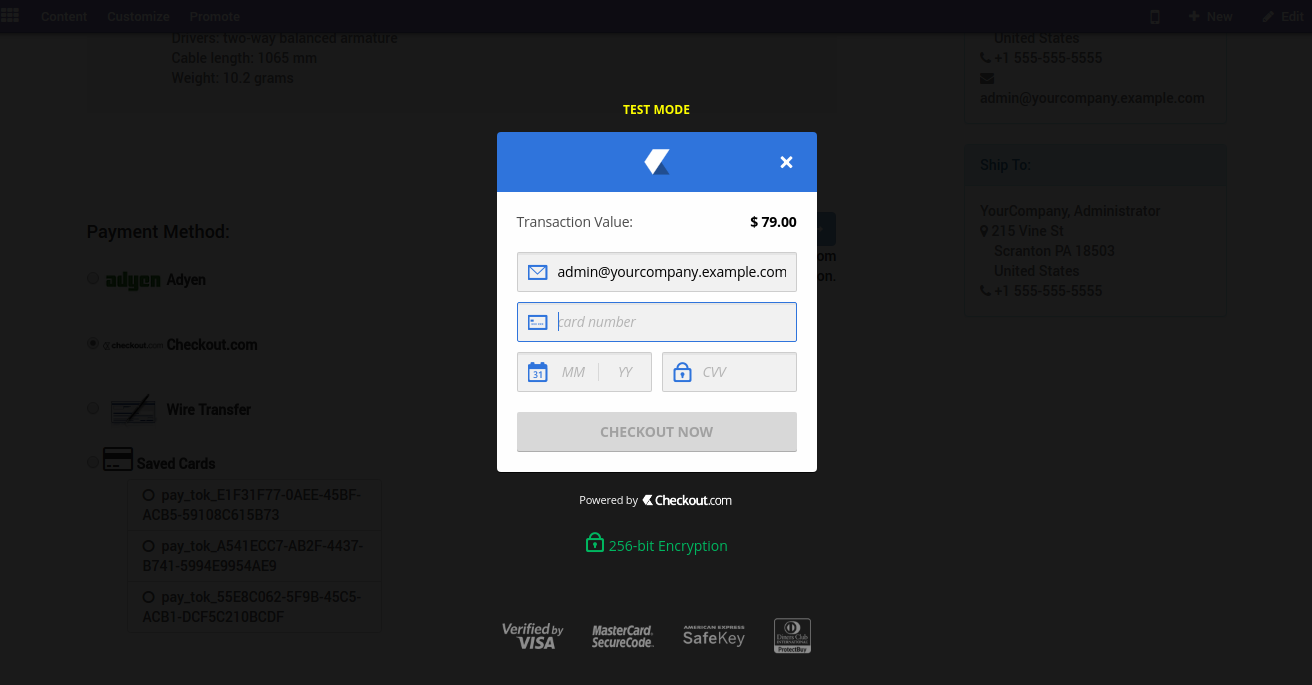 Content Customize Promote
New Edit
Drivers: two-way balanced armature
Cable length: 1065 mm
Weight: 10.2 grams
United States
+1 555-555-5555
admin@yourcompany.example.com
Ship To:
YourCompany, Administrator
215 Vine St
Scranton PA 18503
United States
+1 555-555-5555
Payment Method:
adyen Adyen
checkout.com Checkout.com
Wire Transfer
Saved Cards
pay_tok_E1F31F77-0AEE-45BF-
ACB5-59108C615B73
pay_tok_A541ECC7-AB2F-4437-
B741-5994E9954AE9
pay_tok_55E8C062-5F9B-45C5-
ACB1-DCF5C210BCDF
om
on.
TEST MODE
×
Transaction Value: $ 79.00
admin@yourcompany.example.com
card number
31 MM YY CVV
CHECKOUT NOW
Powered by Checkout.com
256-bit Encryption
Verified by
VISA
MasterCard.
SecureCode.
AMERICAN EXPRESS
SafeKey
Diners Club
INTERNATIONAL
ProtectBuy